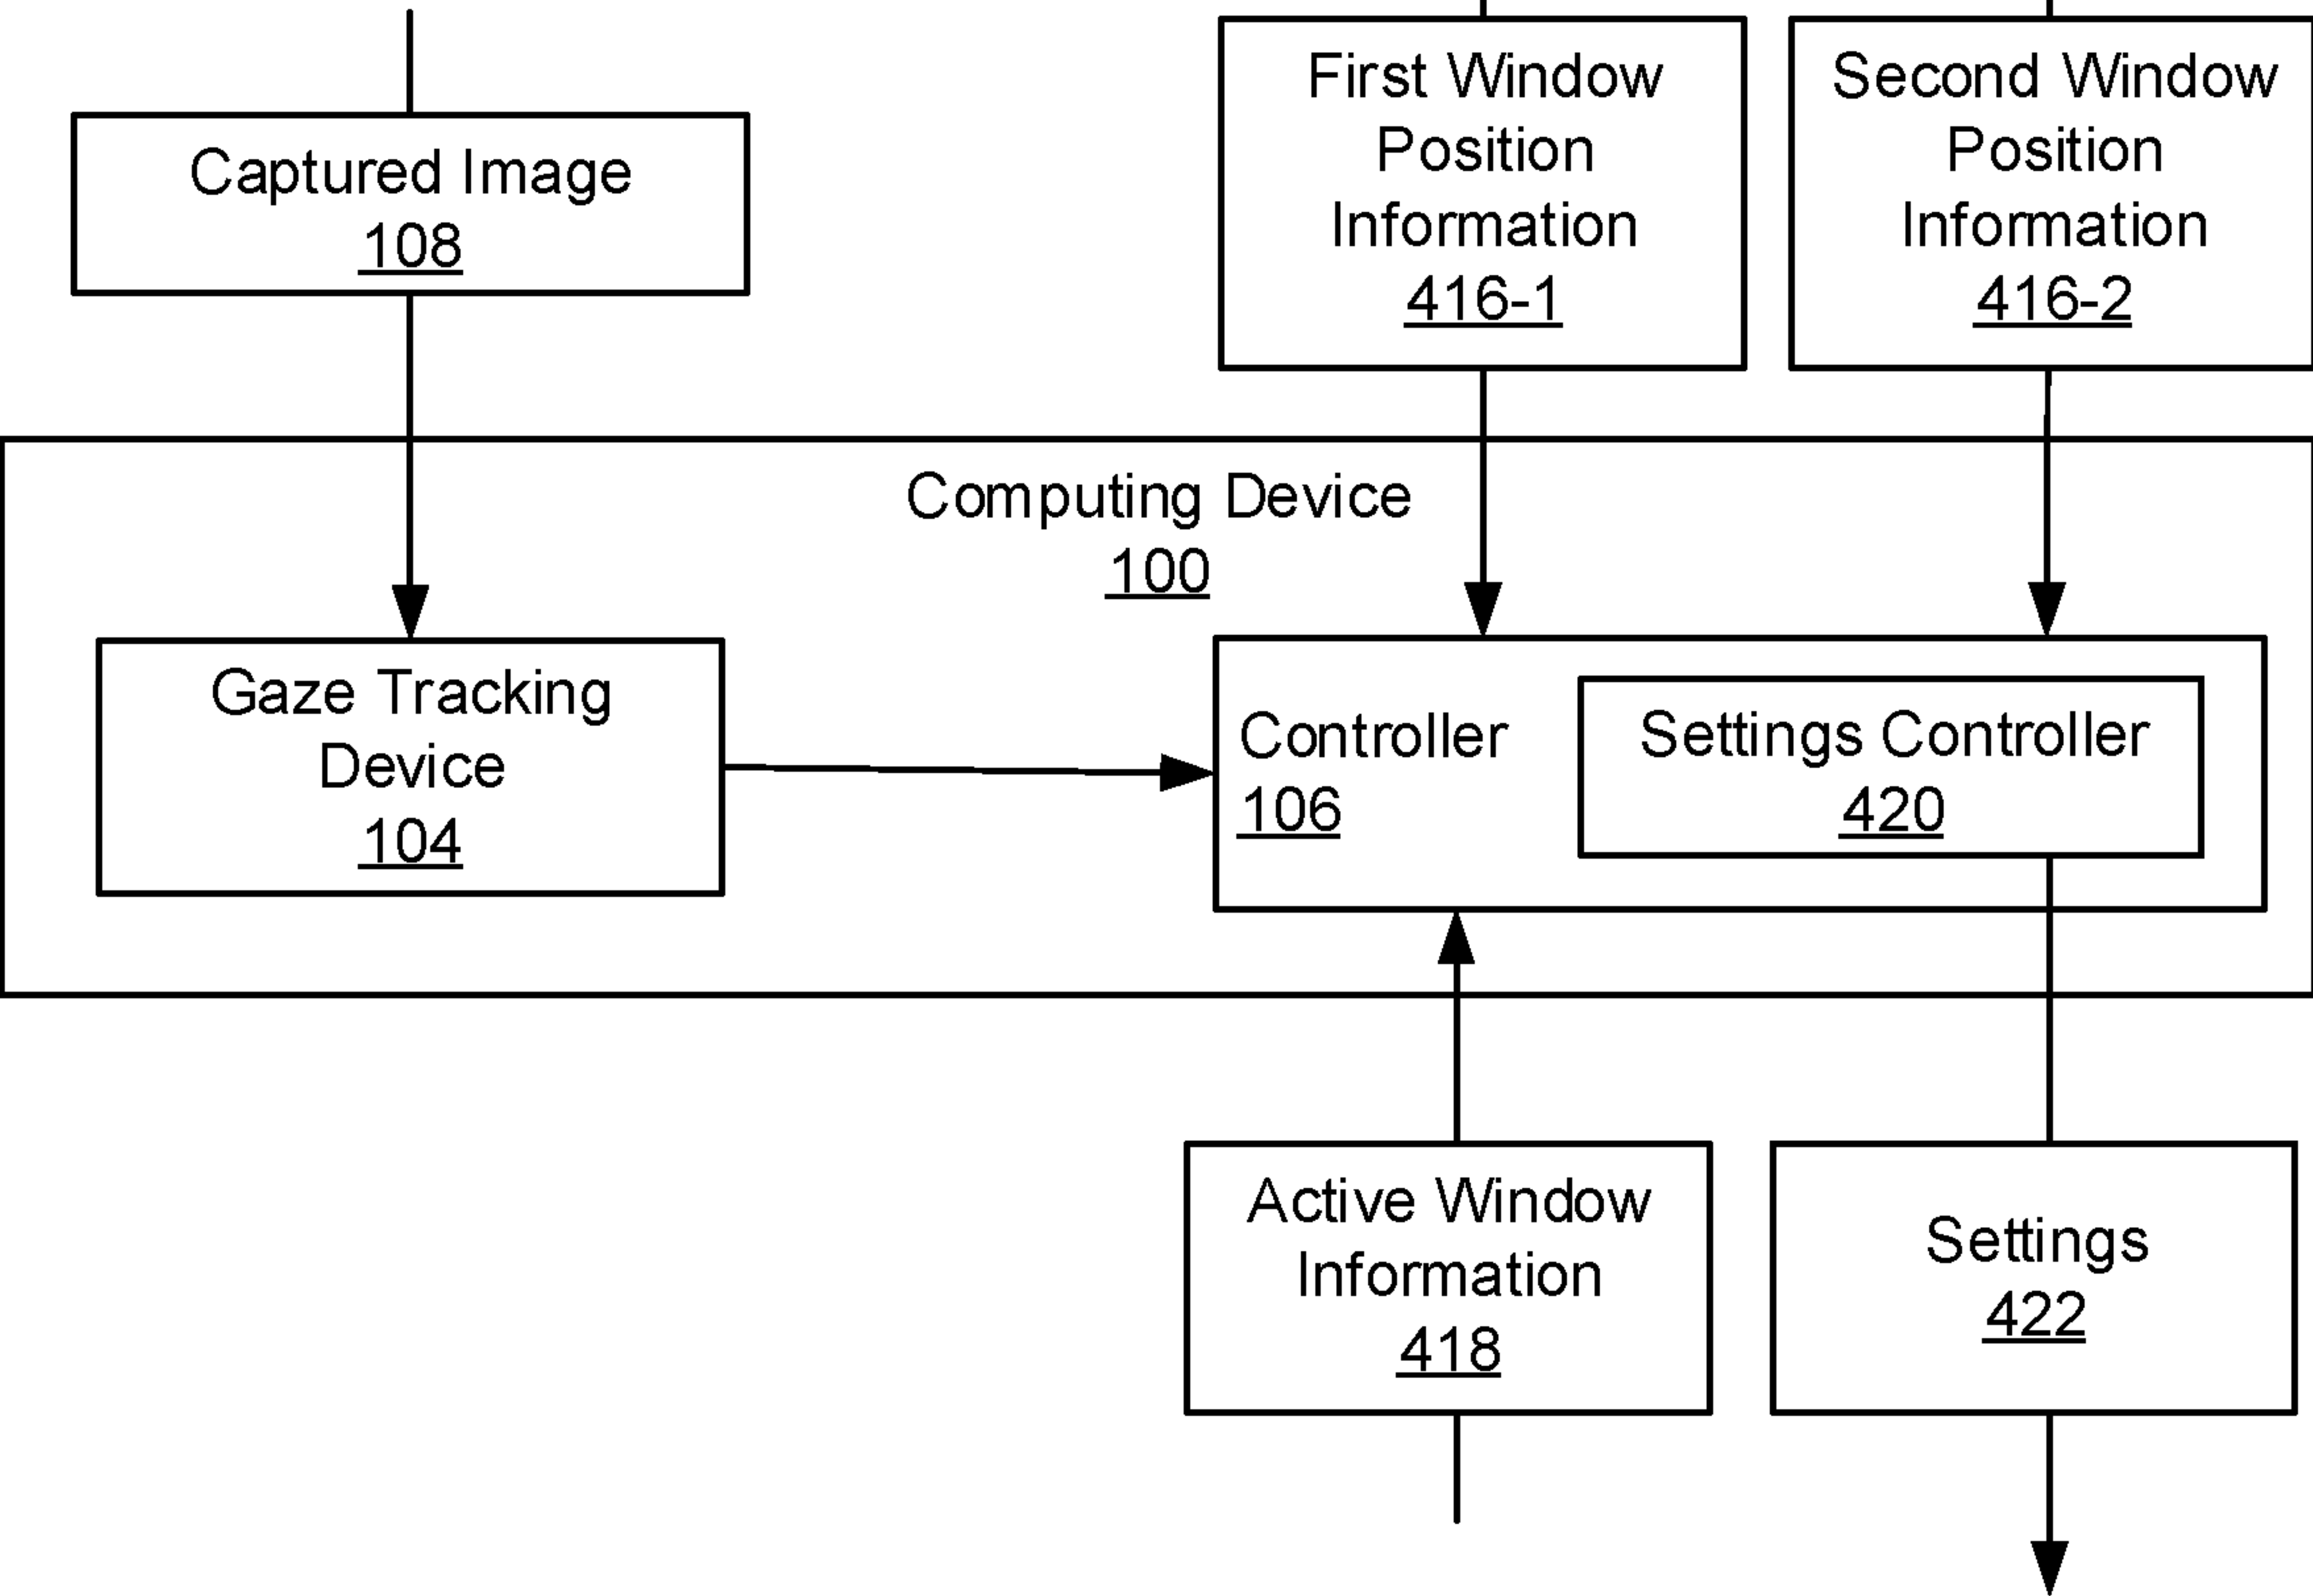 Captured Image
108
First Window
Position
Information
416-1
Second Window
Position
Information
416-2
Computing Device
100
Gaze Tracking
Device
104
Controller
106
Settings Controller
420
Active Window
Information
418
Settings
422